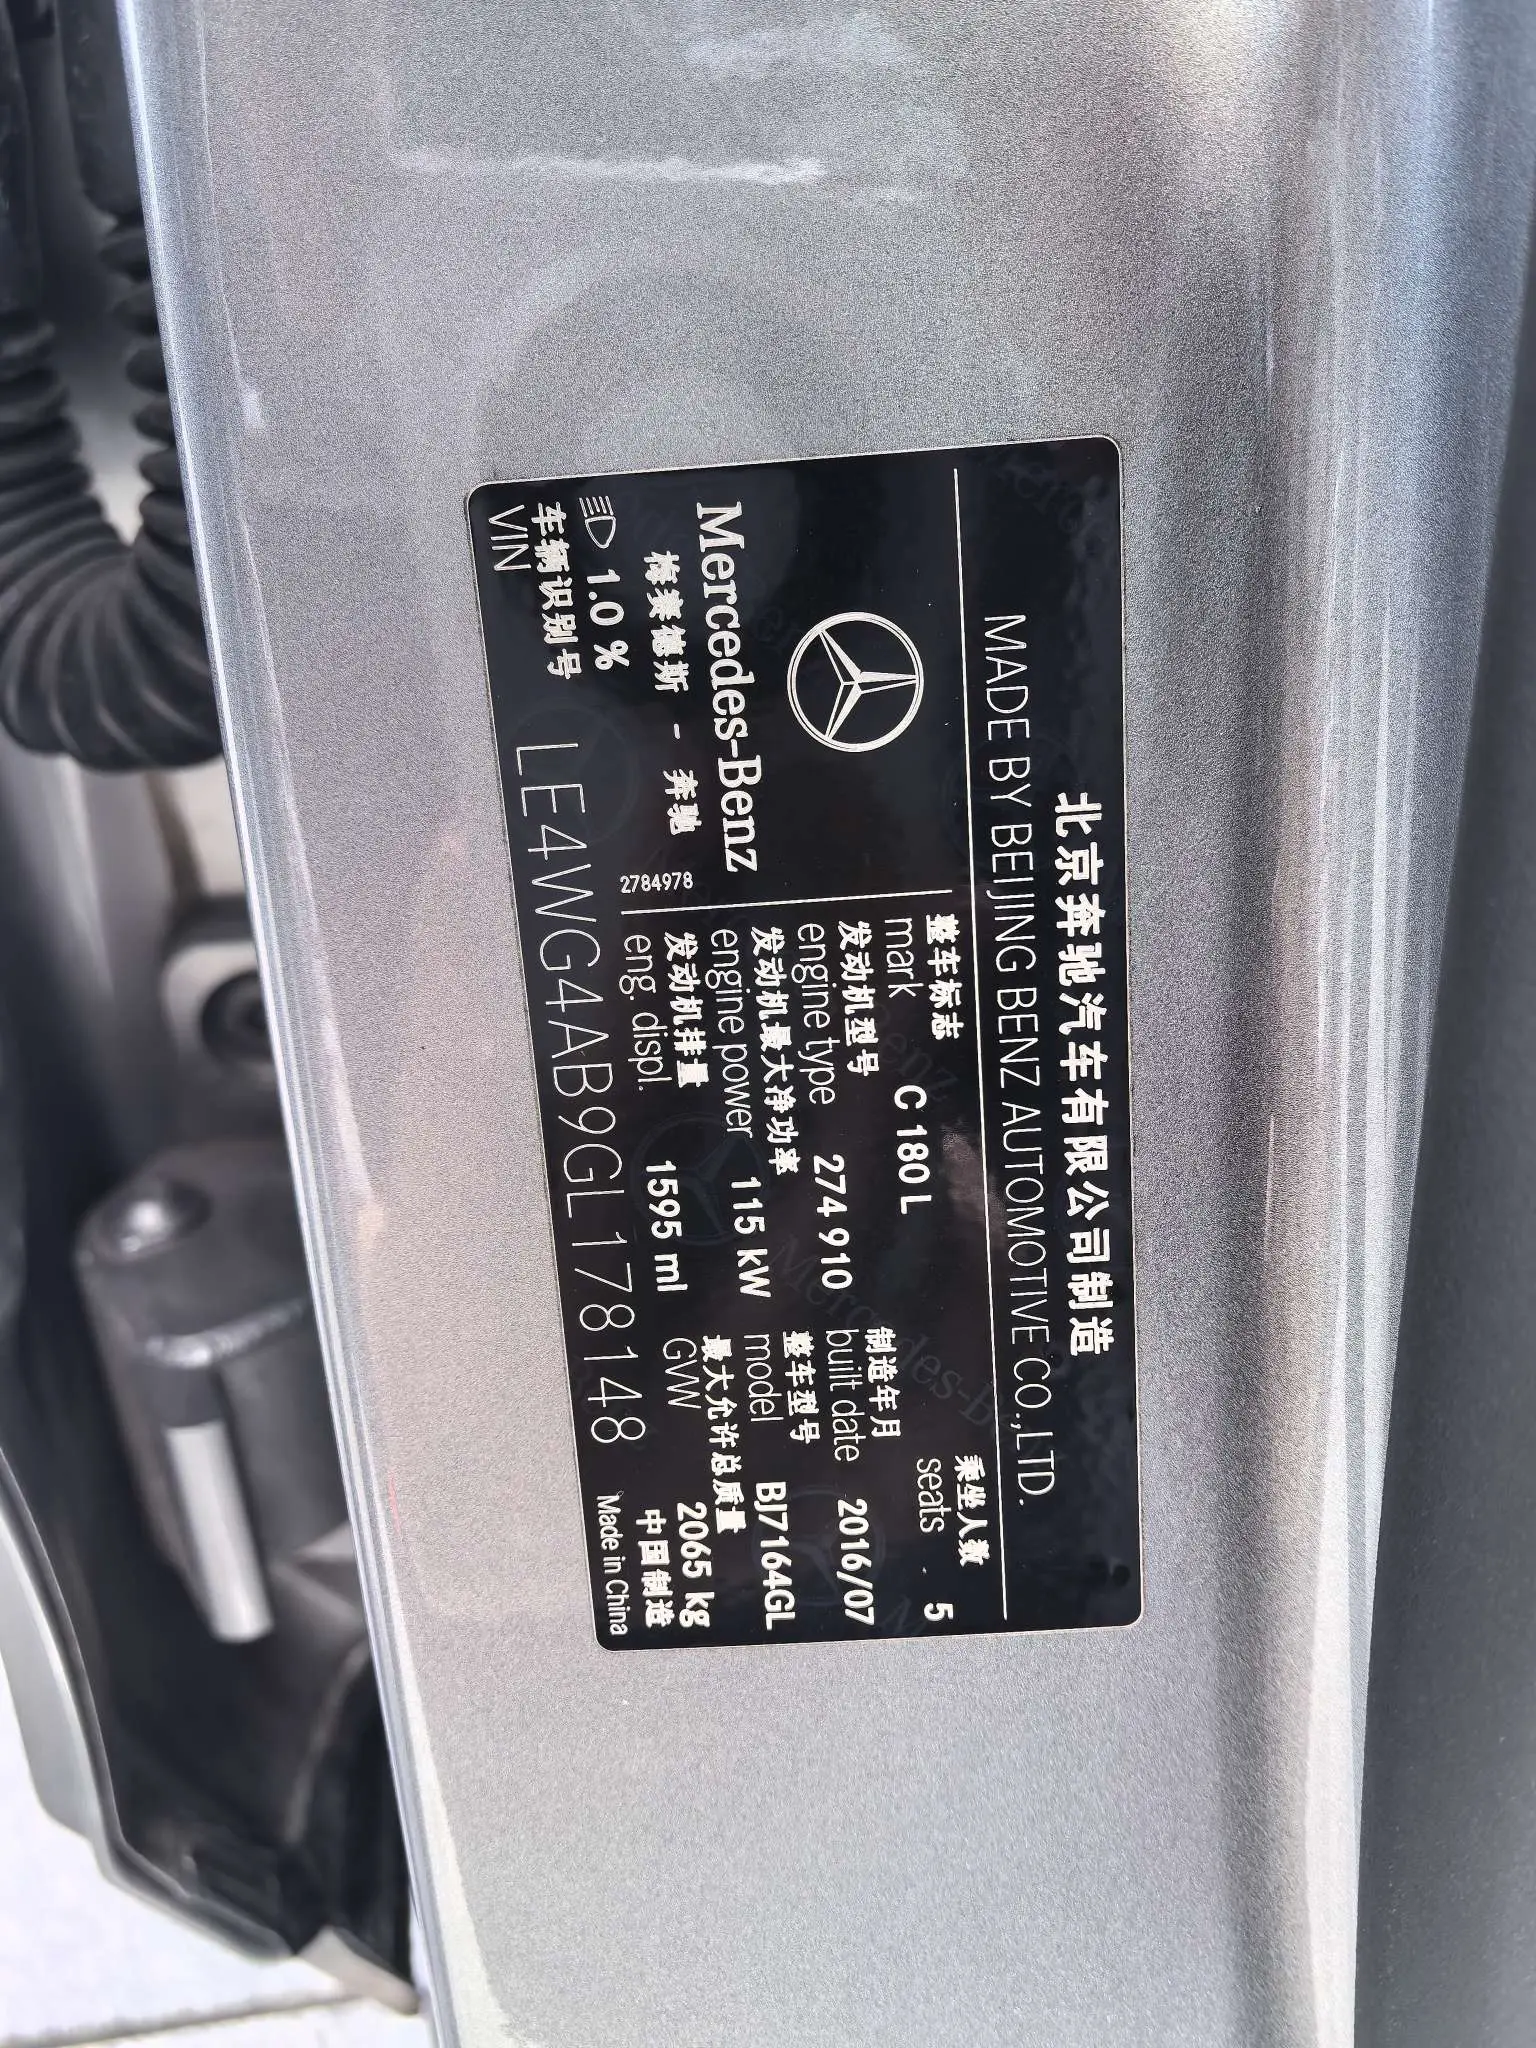 北京奔驰汽车有限公司制造
MADE BY BEIJING BENZ AUTOMOTIVE CO.,LTD.
Mercedes-Benz
梅赛德斯 - 奔驰
2784978
1.0 %
整车标志
mark C 180 L
乘坐人数
seats 5
发动机型号
engine type 274 910
制造年月
built date 2016/07
发动机最大净功率
engine power 115 kW
整车型号
model BJ7164GL
发动机排量
eng. displ. 1595 ml
最大允许总质量
GVW 2065 kg
车辆识别号
VIN LE4WG4AB9GL178148
中国制造
Made in China